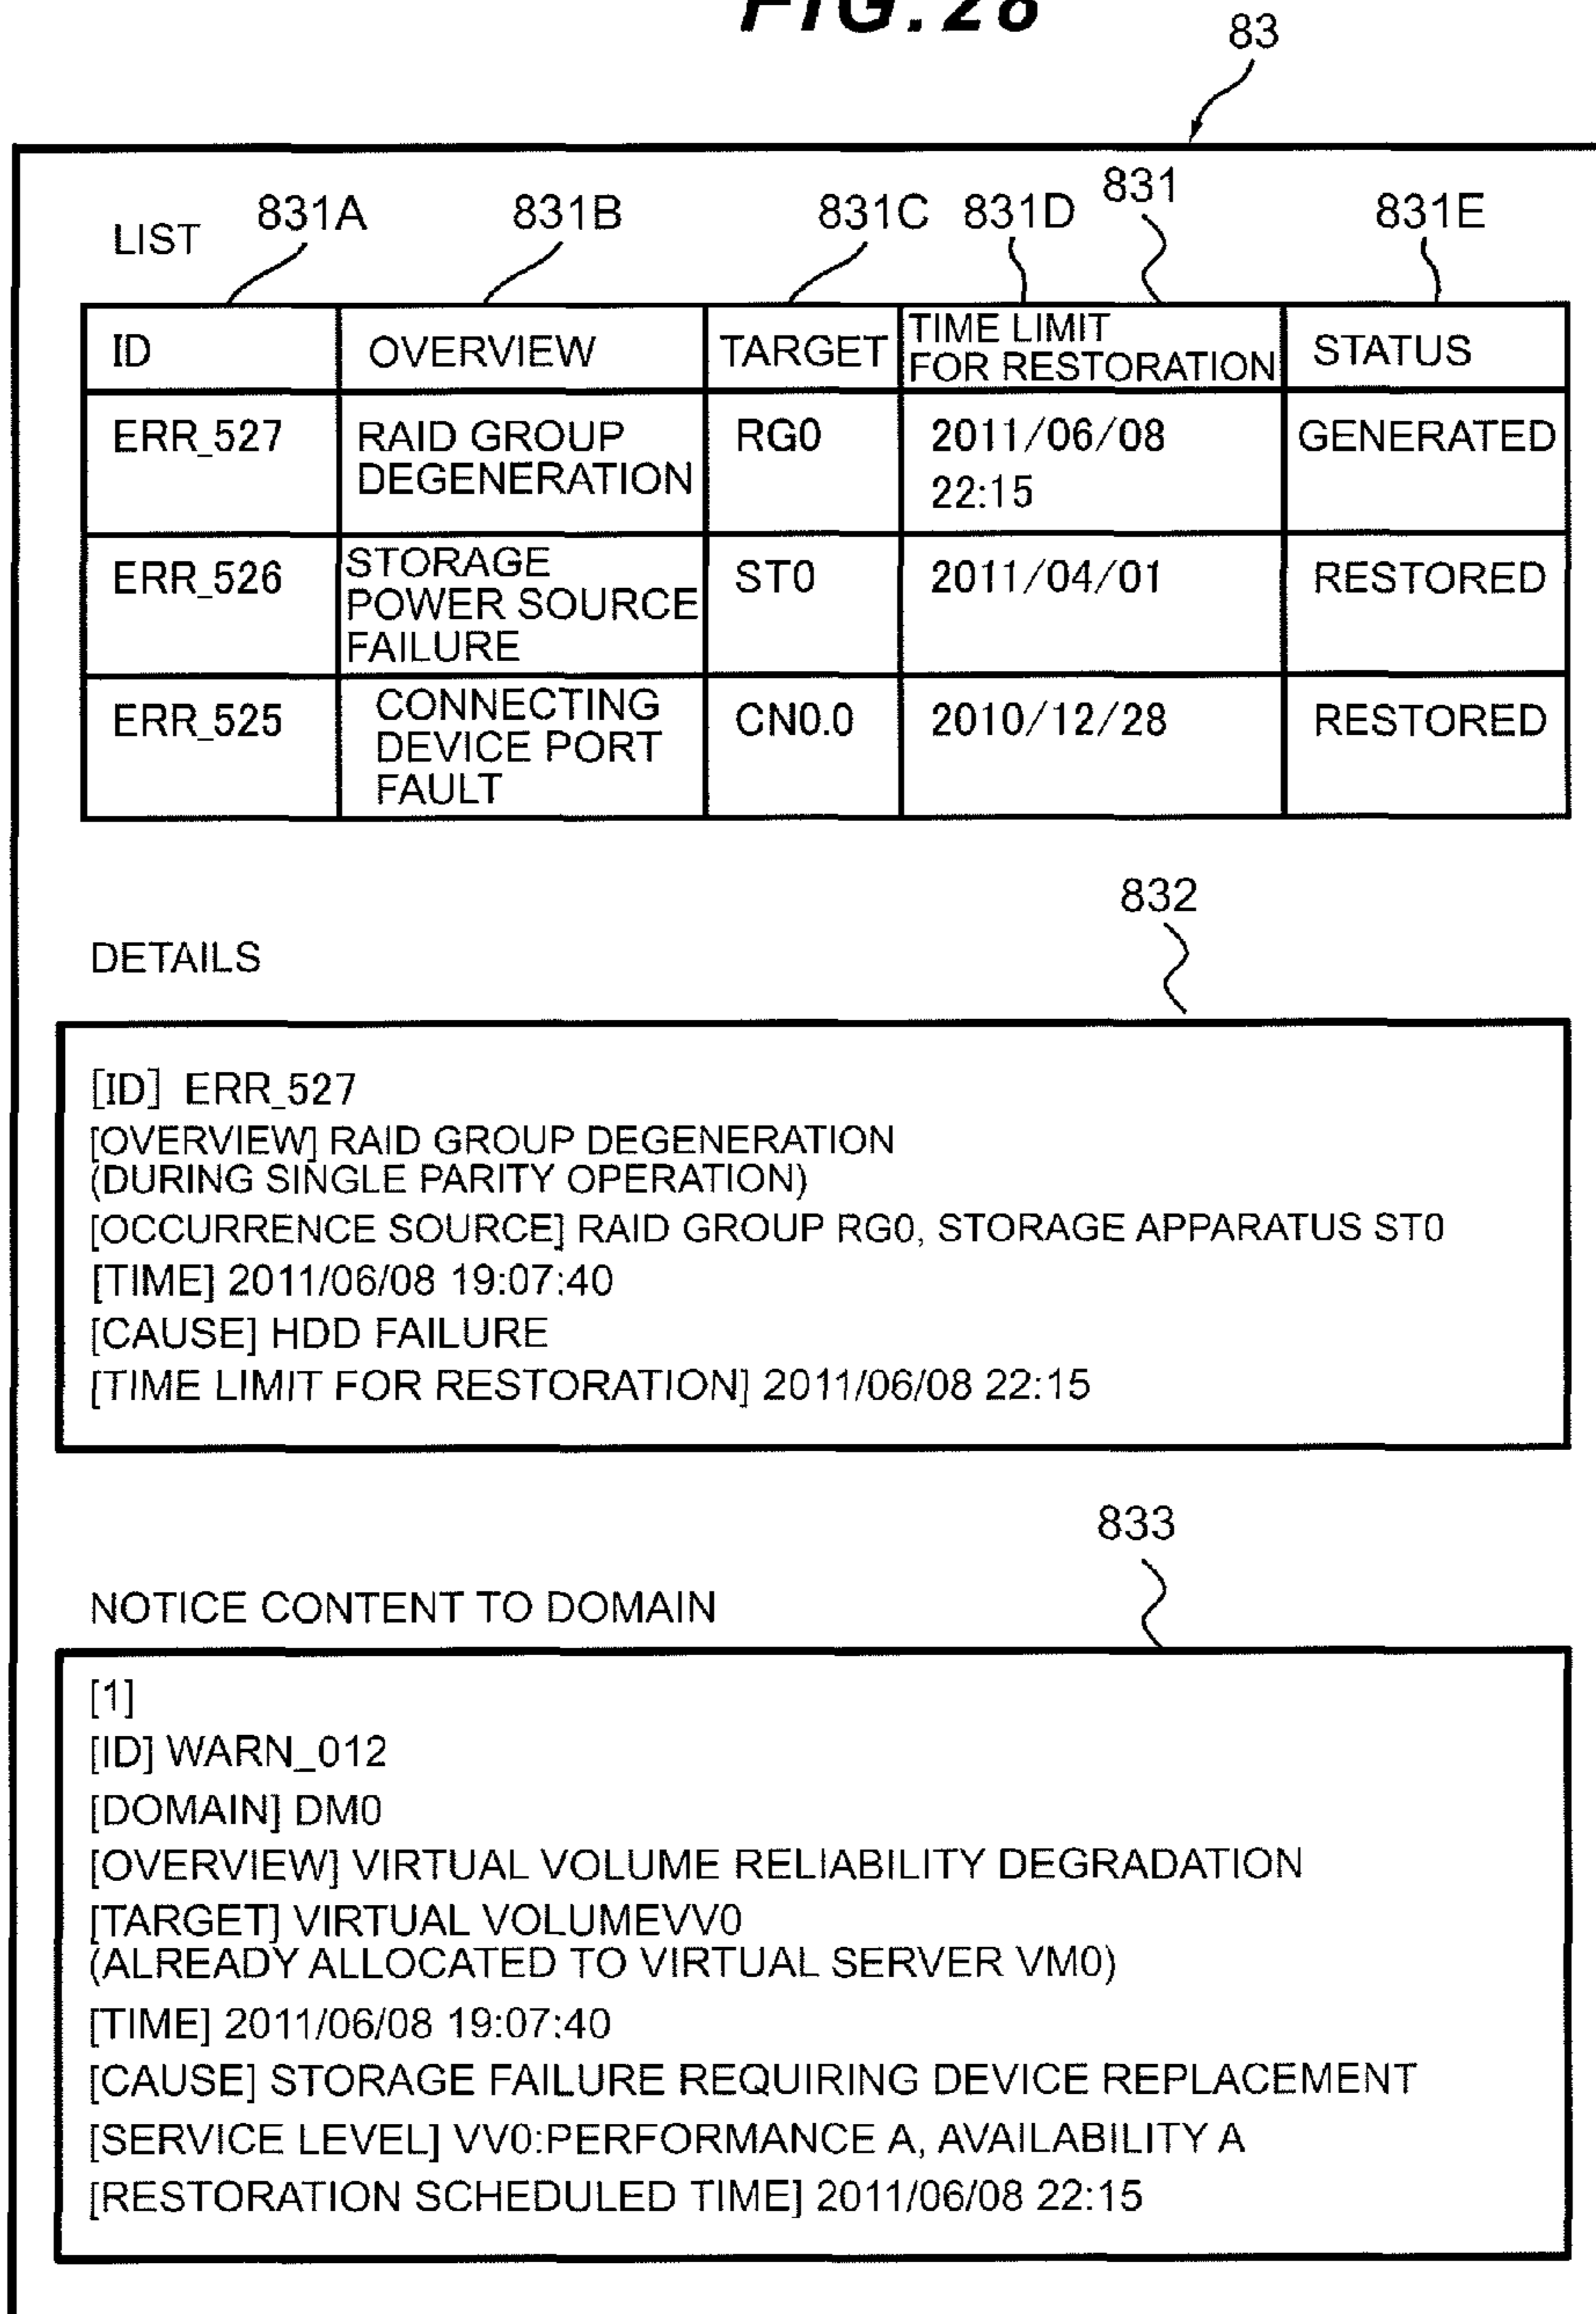 FIG. 28
83
831A
831B
831C
831D
831
831E
LIST
ID
OVERVIEW
TARGET
TIME LIMIT
FOR RESTORATION
STATUS
ERR_527
RAID GROUP
DEGENERATION
RG0
2011/06/08
22:15
GENERATED
ERR_526
STORAGE
POWER SOURCE
FAILURE
ST0
2011/04/01
RESTORED
ERR_525
CONNECTING
DEVICE PORT
FAULT
CN0.0
2010/12/28
RESTORED
832
DETAILS
[ID] ERR_527
[OVERVIEW] RAID GROUP DEGENERATION
(DURING SINGLE PARITY OPERATION)
[OCCURRENCE SOURCE] RAID GROUP RG0, STORAGE APPARATUS ST0
[TIME] 2011/06/08 19:07:40
[CAUSE] HDD FAILURE
[TIME LIMIT FOR RESTORATION] 2011/06/08 22:15
833
NOTICE CONTENT TO DOMAIN
[1]
[ID] WARN_012
[DOMAIN] DM0
[OVERVIEW] VIRTUAL VOLUME RELIABILITY DEGRADATION
[TARGET] VIRTUAL VOLUMEVV0
(ALREADY ALLOCATED TO VIRTUAL SERVER VM0)
[TIME] 2011/06/08 19:07:40
[CAUSE] STORAGE FAILURE REQUIRING DEVICE REPLACEMENT
[SERVICE LEVEL] VV0:PERFORMANCE A, AVAILABILITY A
[RESTORATION SCHEDULED TIME] 2011/06/08 22:15